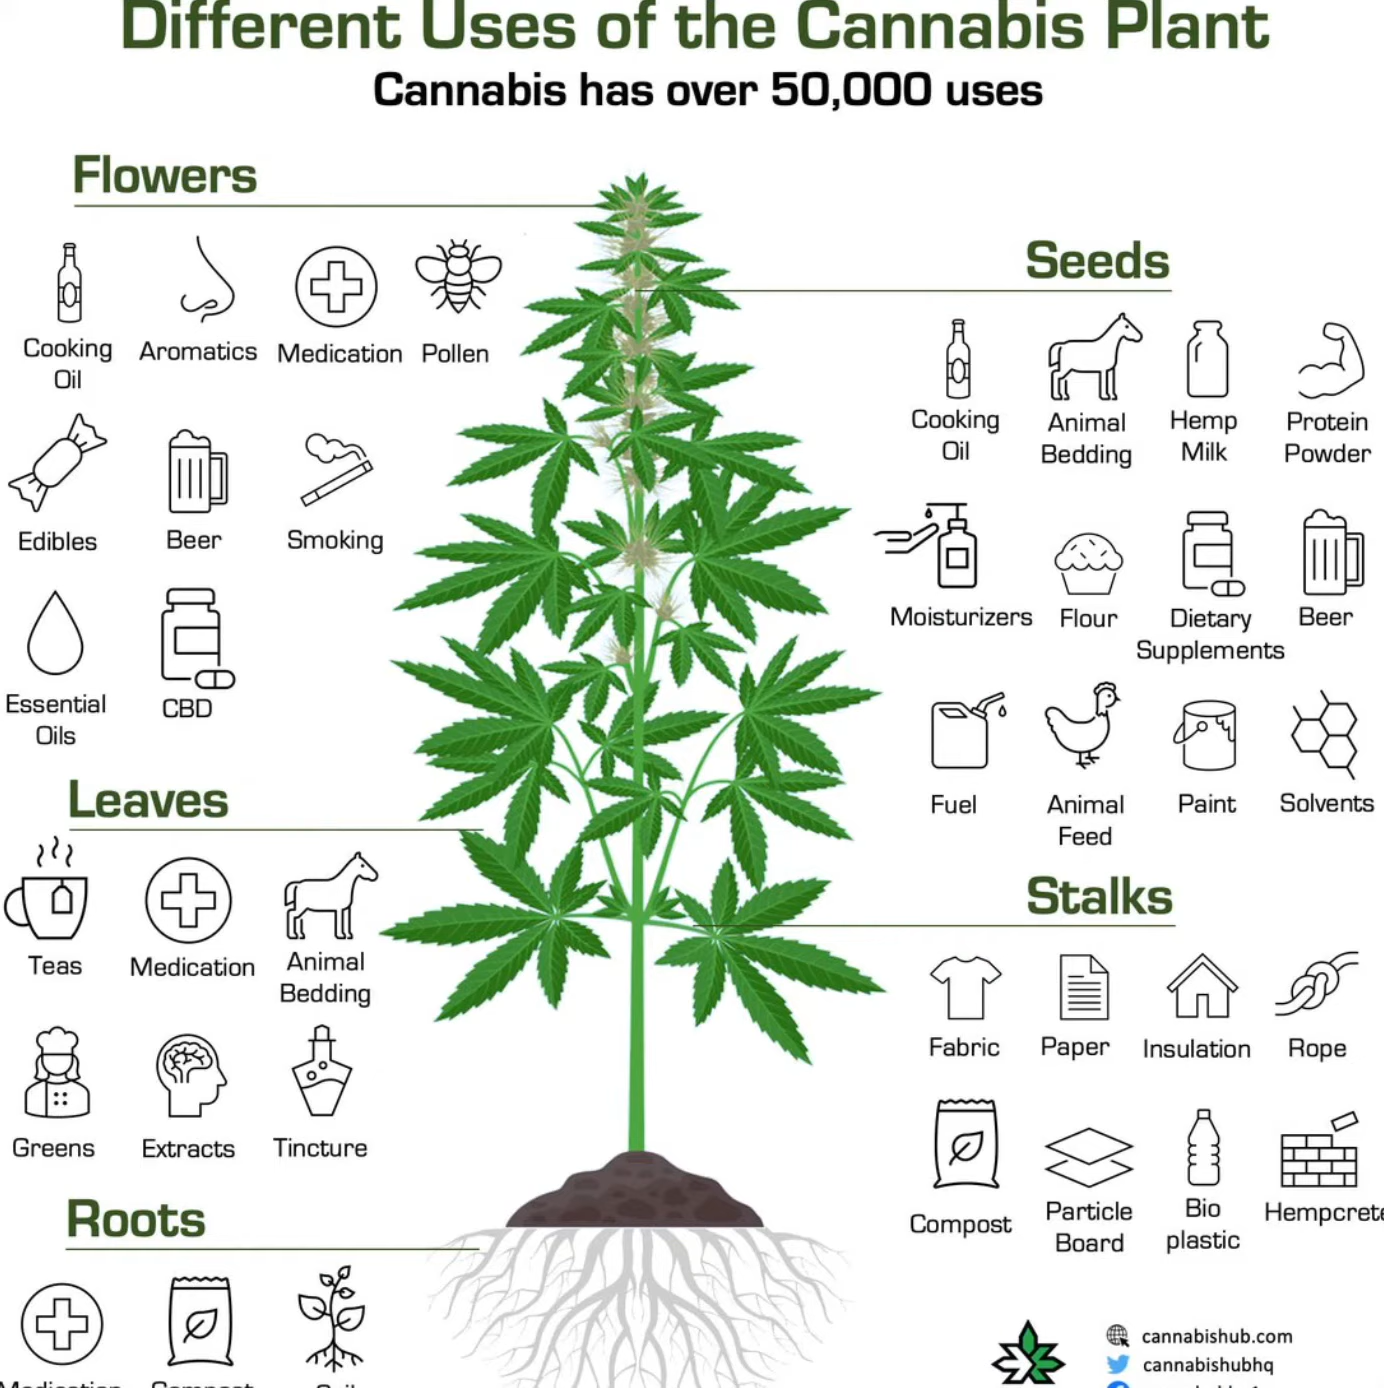 Different Uses of the Cannabis Plant
Cannabis has over 50,000 uses
Flowers
Cooking
Oil
Aromatics
Medication
Pollen
Edibles
Beer
Smoking
Essential
Oils
CBD
Leaves
Teas
Medication
Animal
Bedding
Greens
Extracts
Tincture
Roots
Medication
Compost
Seeds
Cooking
Oil
Animal
Bedding
Hemp
Milk
Protein
Powder
Moisturizers
Flour
Dietary
Supplements
Beer
Fuel
Animal
Feed
Paint
Solvents
Stalks
Fabric
Paper
Insulation
Rope
Compost
Particle
Board
Bio
plastic
Hempcrete
cannabishub.com
cannabishubhq